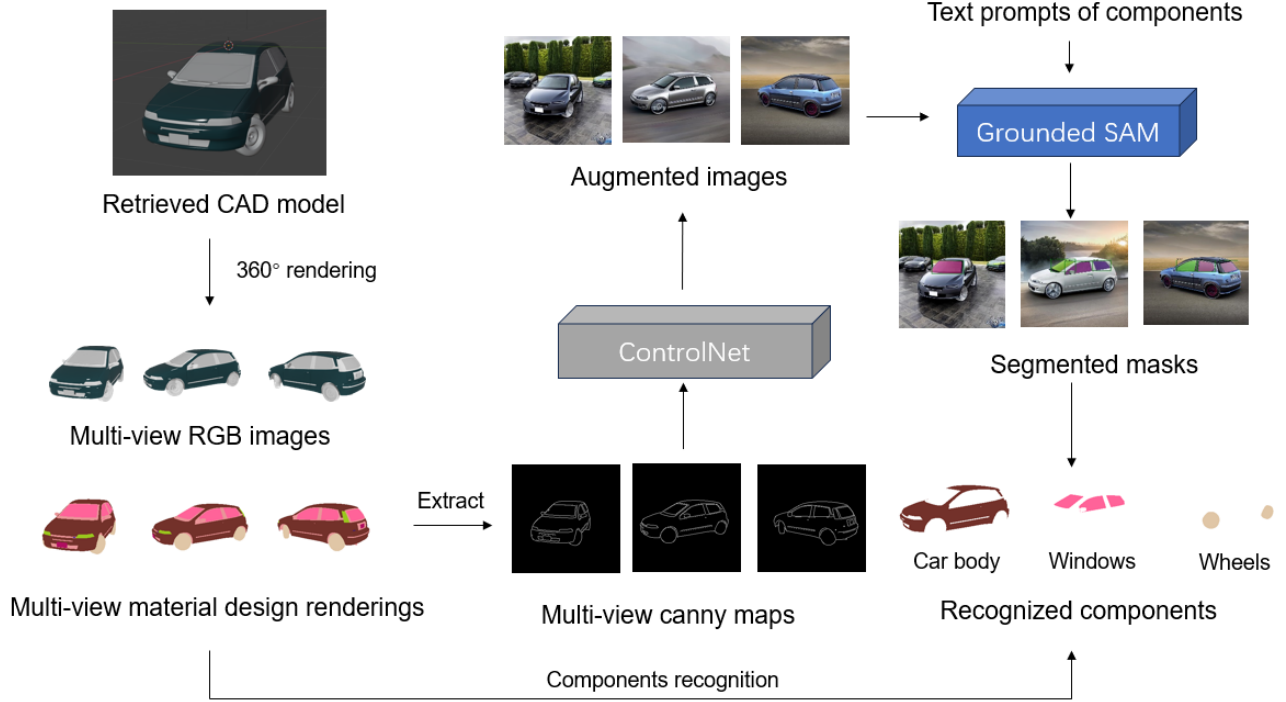 Retrieved CAD model
360° rendering
Multi-view RGB images
Multi-view material design renderings
Extract
Multi-view canny maps
ControlNet
Augmented images
Text prompts of components
Grounded SAM
Segmented masks
Car body
Windows
Wheels
Recognized components
Components recognition